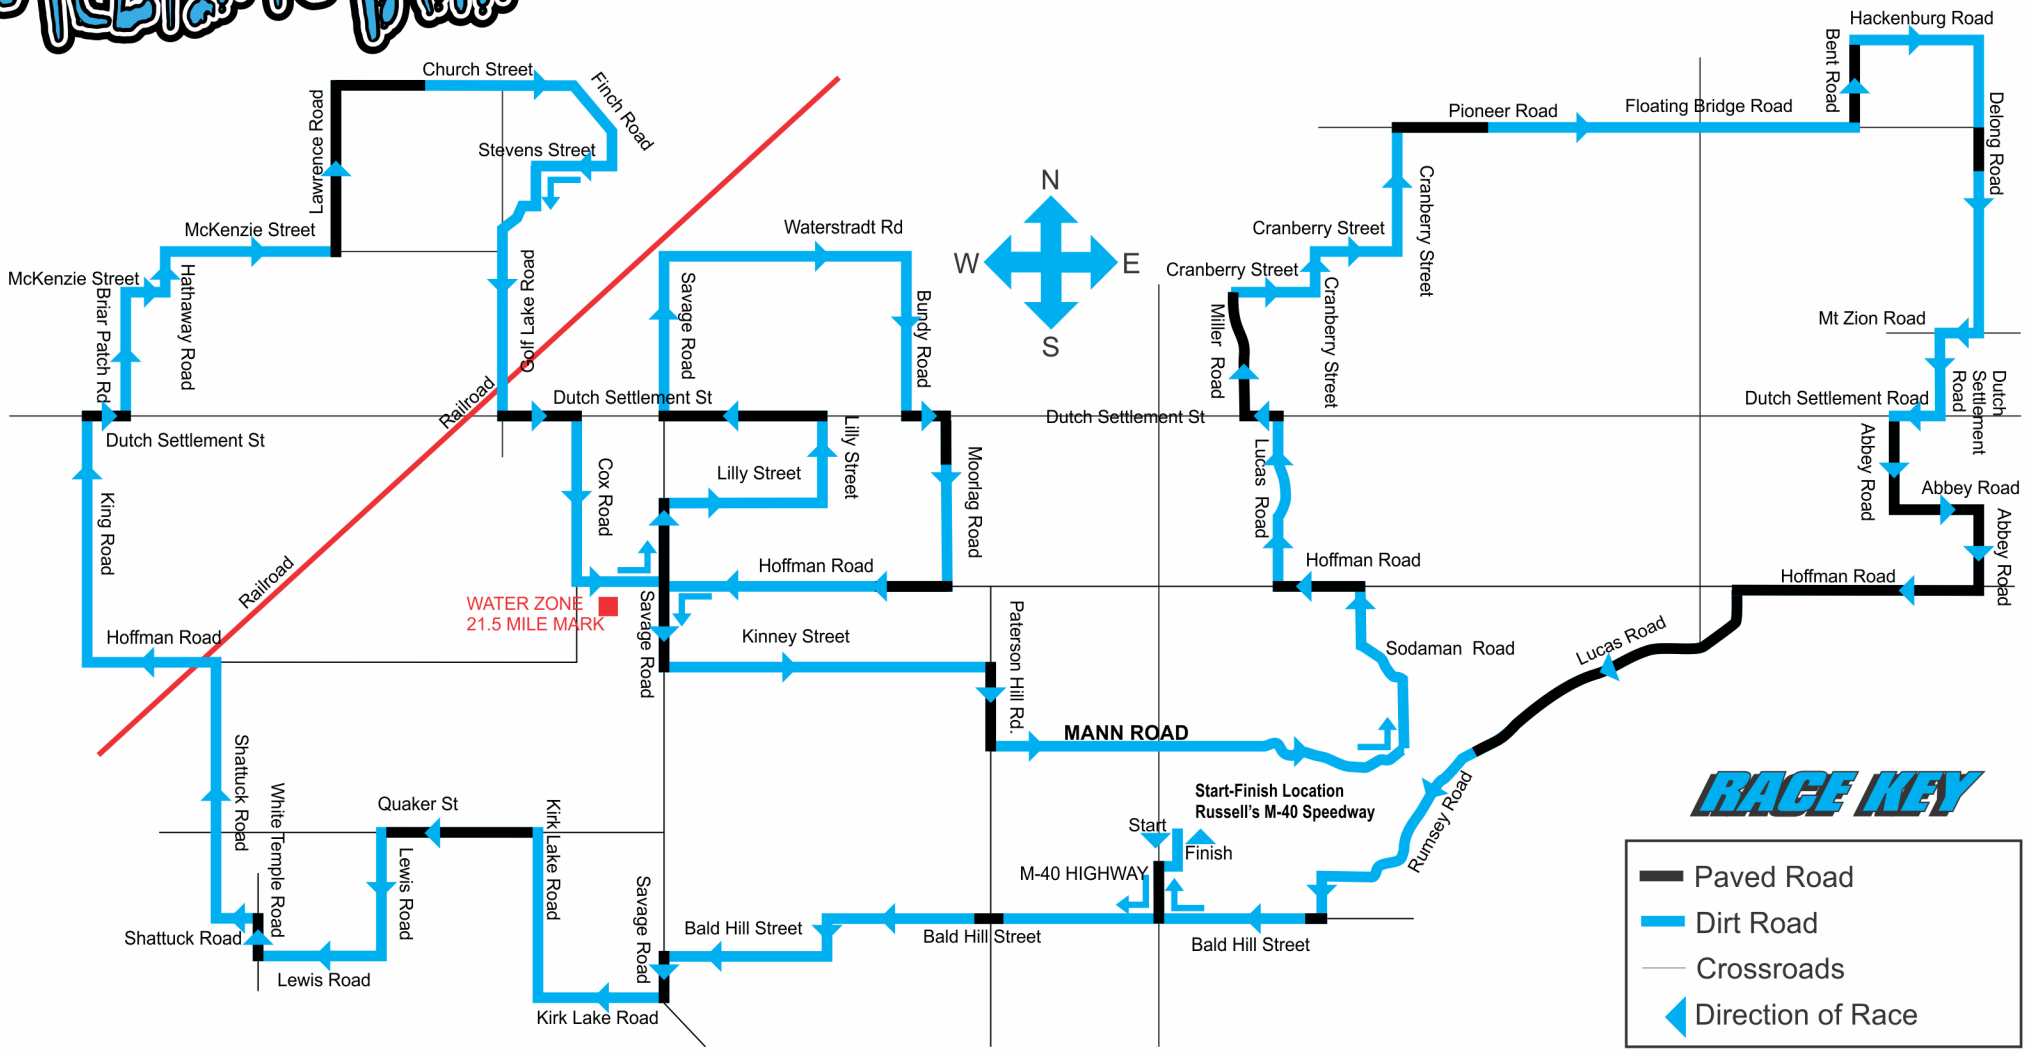 Hackenburg Road
Bent Road
Delong Road
Church Street
Finch Road
Lawrence Road
Stevens Street
Pioneer Road
Floating Bridge Road
N
W
E
S
McKenzie Street
McKenzie Street
Hathaway Road
Briar Patch Rd
Golf Lake Road
Waterstradt Rd
Savage Road
Bundy Road
Cranberry Street
Cranberry Street
Cranberry Street
Cranberry Street
Miller Road
Mt Zion Road
Dutch Settlement Road
Dutch
Settlement
Road
Railroad
Dutch Settlement St
Dutch Settlement St
Dutch Settlement St
Lilly Street
Lilly Street
Cox Road
Moorlag Road
Lucas Road
Abbey Road
Abbey Road
Abbey Road
King Road
Railroad
Hoffman Road
Hoffman Road
Hoffman Road
Hoffman Road
WATER ZONE
21.5 MILE MARK
Savage Road
Kinney Street
Paterson Hill Rd.
Sodaman Road
Lucas Road
MANN ROAD
Shattuck Road
White Temple Road
Quaker St
Kirk Lake Road
Lewis Road
Start-Finish Location
Russell's M-40 Speedway
Start
Finish
M-40 HIGHWAY
Rumsey Road
Savage Road
Shattuck Road
Lewis Road
Bald Hill Street
Bald Hill Street
Bald Hill Street
Kirk Lake Road
RACE KEY
Paved Road
Dirt Road
Crossroads
Direction of Race